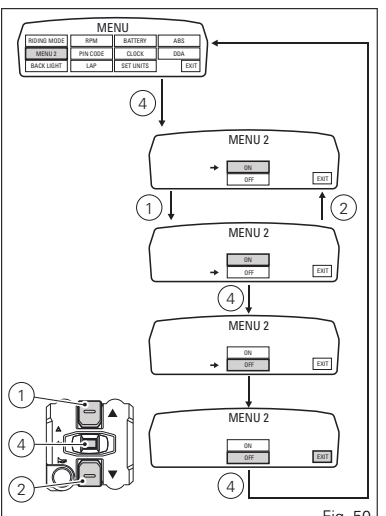 MENU
RIDING MODE RPM BATTERY ABS
MENU 2 PIN CODE CLOCK DDA
BACK LIGHT LAP SET UNITS EXIT
4
MENU 2
ON
OFF EXIT
1 2
MENU 2
ON
OFF EXIT
4
MENU 2
ON
OFF EXIT
1
MENU 2
4
ON
OFF EXIT
2
4
Fig. 50